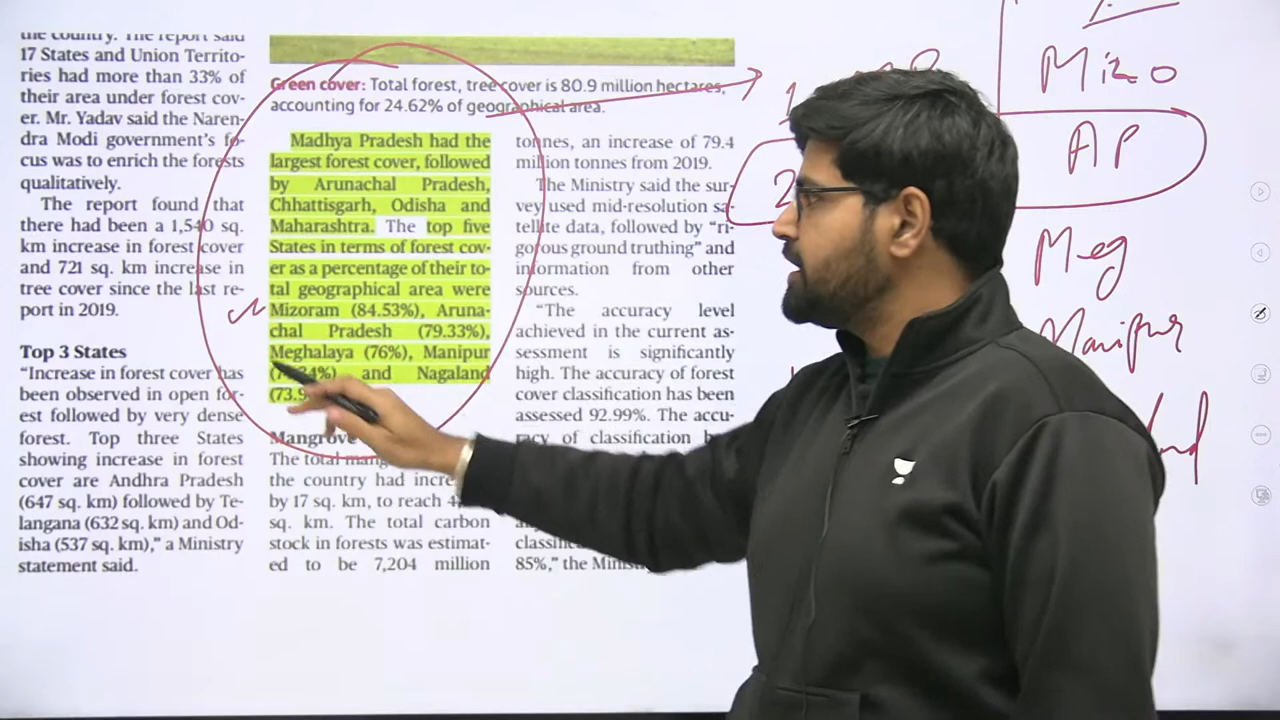 the country. The report said
17 States and Union Territo-
ries had more than 33% of
their area under forest cov-
er. Mr. Yadav said the Naren-
dra Modi government's fo-
cus was to enrich the forests
qualitatively.
The report found that
there had been a 1,540 sq.
km increase in forest cover
and 721 sq. km increase in
tree cover since the last re-
port in 2019.
Top 3 States
“Increase in forest cover has
been observed in open for-
est followed by very dense
forest. Top three States
showing increase in forest
cover are Andhra Pradesh
(647 sq. km) followed by Te-
langana (632 sq. km) and Od-
isha (537 sq. km),” a Ministry
statement said.
Green cover: Total forest, tree cover is 80.9 million hectares,
accounting for 24.62% of geographical area.
Madhya Pradesh had the
largest forest cover, followed
by Arunachal Pradesh,
Chhattisgarh, Odisha and
Maharashtra. The top five
States in terms of forest cov-
er as a percentage of their to-
tal geographical area were
Mizoram (84.53%), Aruna-
chal Pradesh (79.33%),
Meghalaya (76%), Manipur
and Nagaland
Mangrove
The total
the country had
by 17 sq. km, to reach
sq. km. The total carbon
stock in forests was estimat-
ed to be 7,204 million
tonnes, an increase of 79.4
million tonnes from 2019.
The Ministry said the sur-
vey used mid-resolution sa-
tellite data, followed by “ri-
gorous ground truthing” and
information from other
sources.
“The accuracy level
achieved in the current as-
sessment is significantly
high. The accuracy of forest
cover classification has been
assessed 92.99%. The accu-
racy of classification
85%,” the
1
2
Mizo
AP
Meg
Manipur